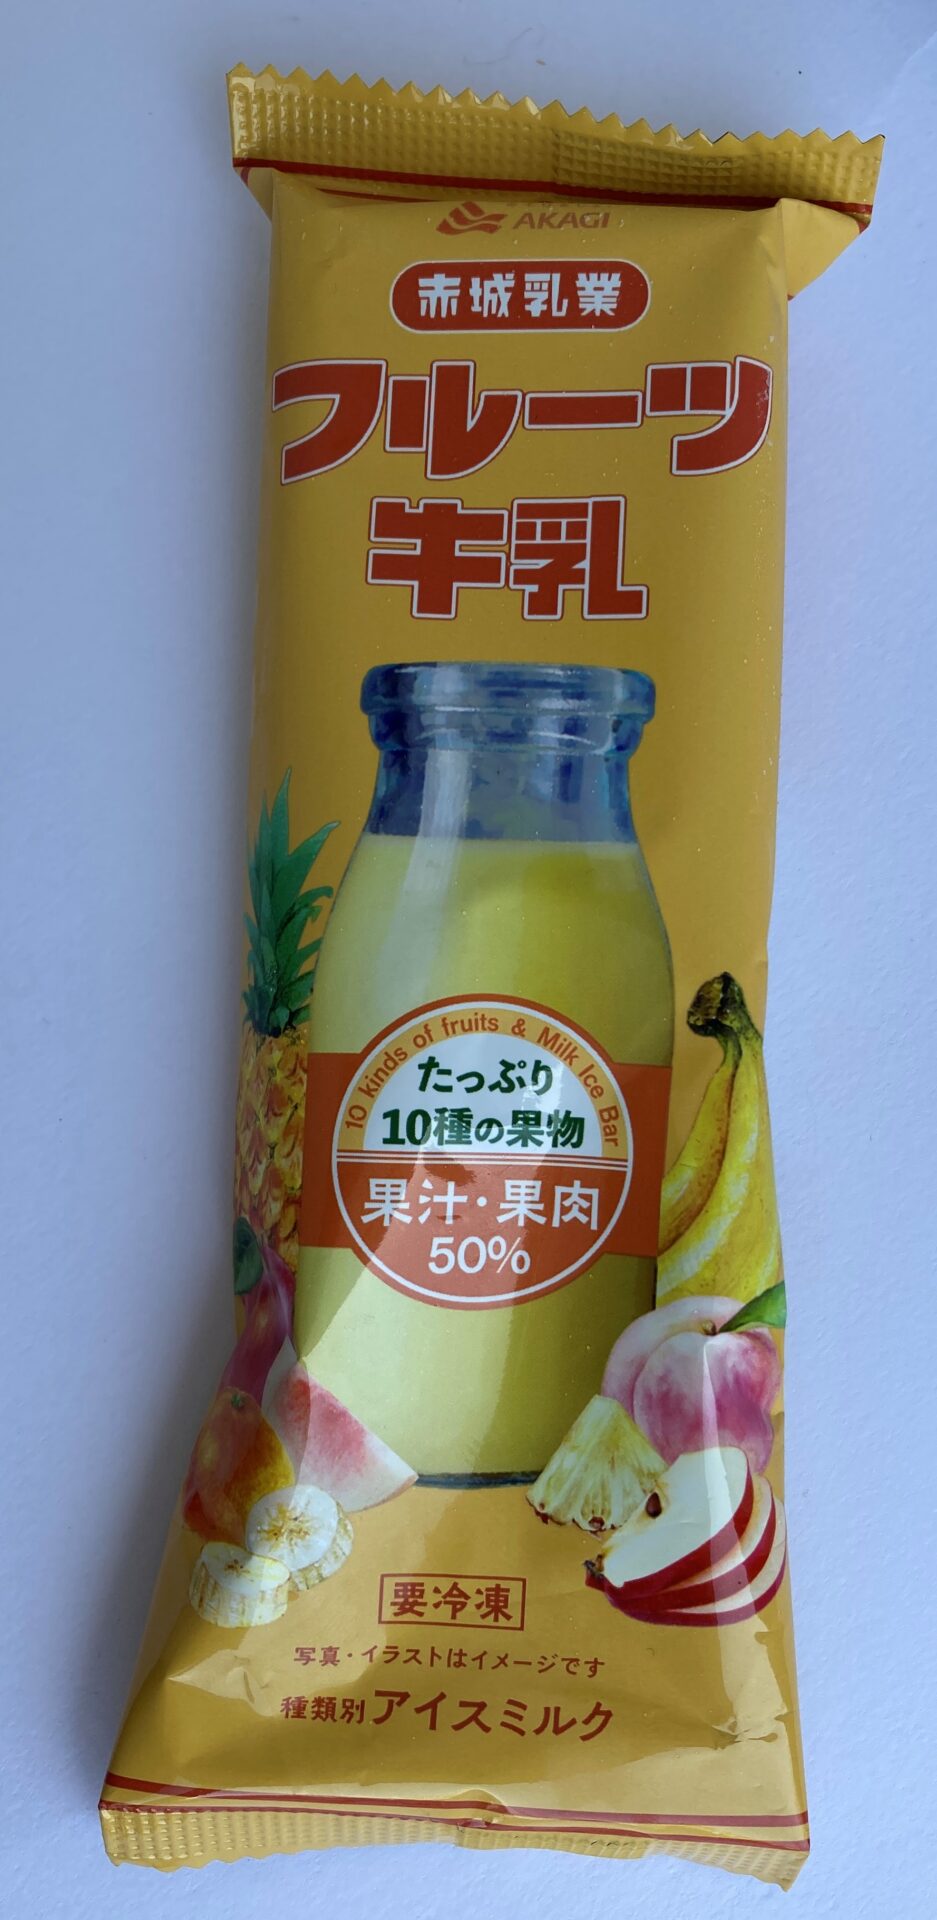 AKAGI
赤城乳業
フルーツ
牛乳
10 kinds of fruits & Milk Ice Bar
たっぷり
10種の果物
果汁・果肉
50%
要冷凍
写真・イラストはイメージです
種類別アイスミルク